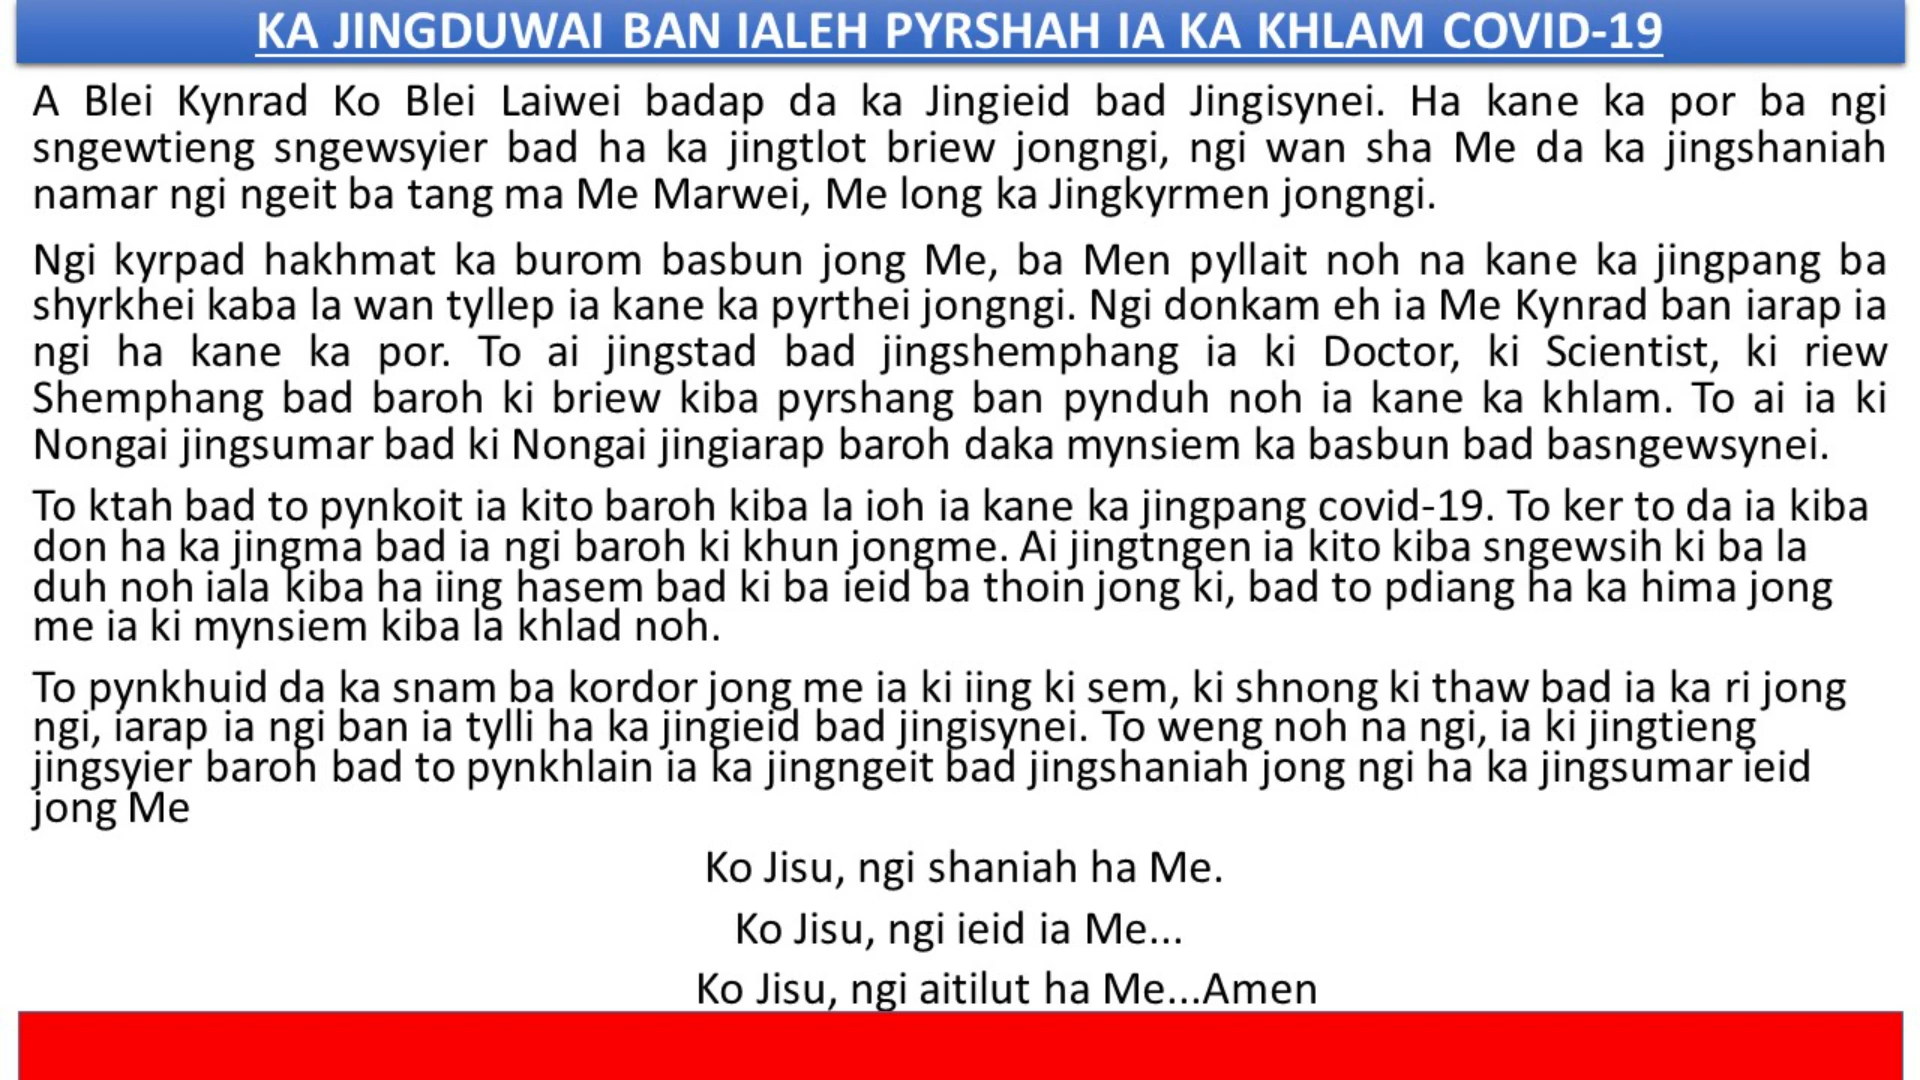 KA JINGDUWAI BAN IALEH PYRSHAH IA KA KHLAM COVID-19
A Blei Kynrad Ko Blei Laiwei badap da ka Jingieid bad Jingisynei. Ha kane ka por ba ngi
sngewtieng sngewsyier bad ha ka jingtlot briew jongngi, ngi wan sha Me da ka jingshaniah
namar ngi ngeit ba tang ma Me Marwei, Me long ka Jingkyrmen jongngi.
Ngi kyrpad hakhmat ka burom basbun jong Me, ba Men pyllait noh na kane ka jingpang ba
shyrkhei kaba la wan tyllep ia kane ka pyrthei jongngi. Ngi donkam eh ia Me Kynrad ban iarap ia
ngi ha kane ka por. To ai jingstad bad jingshemphang ia ki Doctor, ki Scientist, ki riew
Shemphang bad baroh ki briew kiba pyrshang ban pynduh noh ia kane ka khlam. To ai ia ki
Nongai jingsumar bad ki Nongai jingiarap baroh daka mynsiem ka basbun bad basngewsynei.
To ktah bad to pynkoit ia kito baroh kiba la ioh ia kane ka jingpang covid-19. To ker to da ia kiba
don ha ka jingma bad ia ngi baroh ki khun jongme. Ai jingtngen ia kito kiba sngewsih ki ba la
duh noh iala kiba ha iing hasem bad ki ba ieid ba thoin jong ki, bad to pdiang ha ka hima jong
me ia ki mynsiem kiba la khlad noh.
To pynkhuid da ka snam ba kordor jong me ia ki iing ki sem, ki shnong ki thaw bad ia ka ri jong
ngi, iarap ia ngi ban ia tylli ha ka jingieid bad jingisynei. To weng noh na ngi, ia ki jingtieng
jingsyier baroh bad to pynkhlain ia ka jingngeit bad jingshaniah jong ngi ha ka jingsumar ieid
jong Me
Ko Jisu, ngi shaniah ha Me.
Ko Jisu, ngi ieid ia Me...
Ko Jisu, ngi aitilut ha Me...Amen